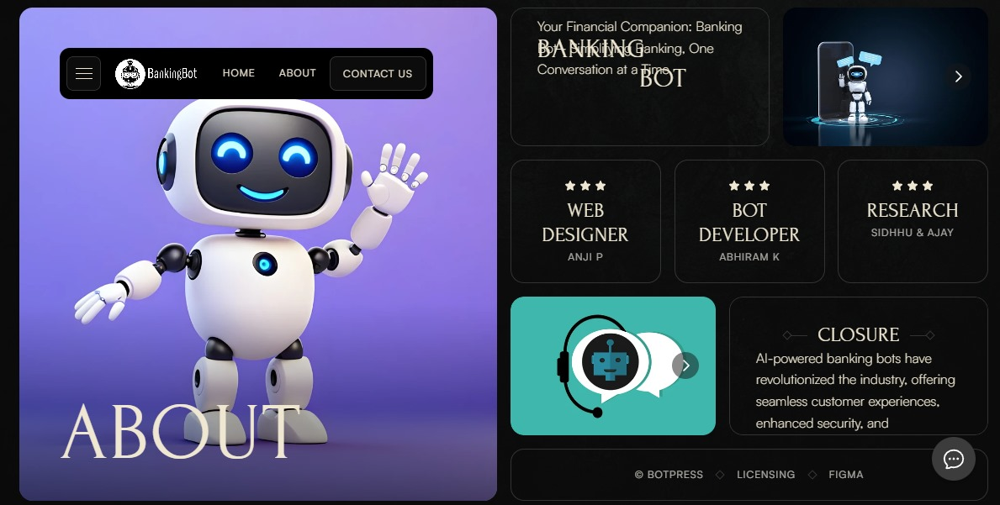 BankingBot
HOME
ABOUT
CONTACT US
ABOUT
Your Financial Companion: Banking
Bot - Simplifying Banking, One
Conversation at a Time.
BANKING
BOT
WEB
DESIGNER
ANJI P
BOT
DEVELOPER
ABHIRAM K
RESEARCH
SIDHHU & AJAY
CLOSURE
AI-powered banking bots have
revolutionized the industry, offering
seamless customer experiences,
enhanced security, and
© BOTPRESS
LICENSING
FIGMA